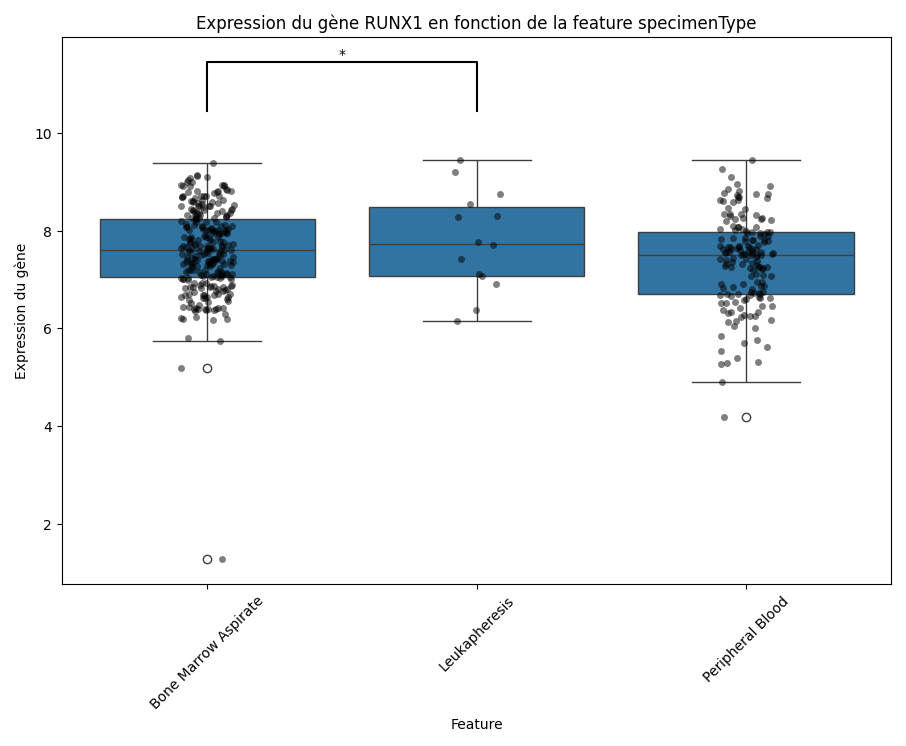 Expression du gène RUNX1 en fonction de la feature specimenType
*
Expression du gène
10
8
6
4
2
Bone Marrow Aspirate
Leukapheresis
Peripheral Blood
Feature